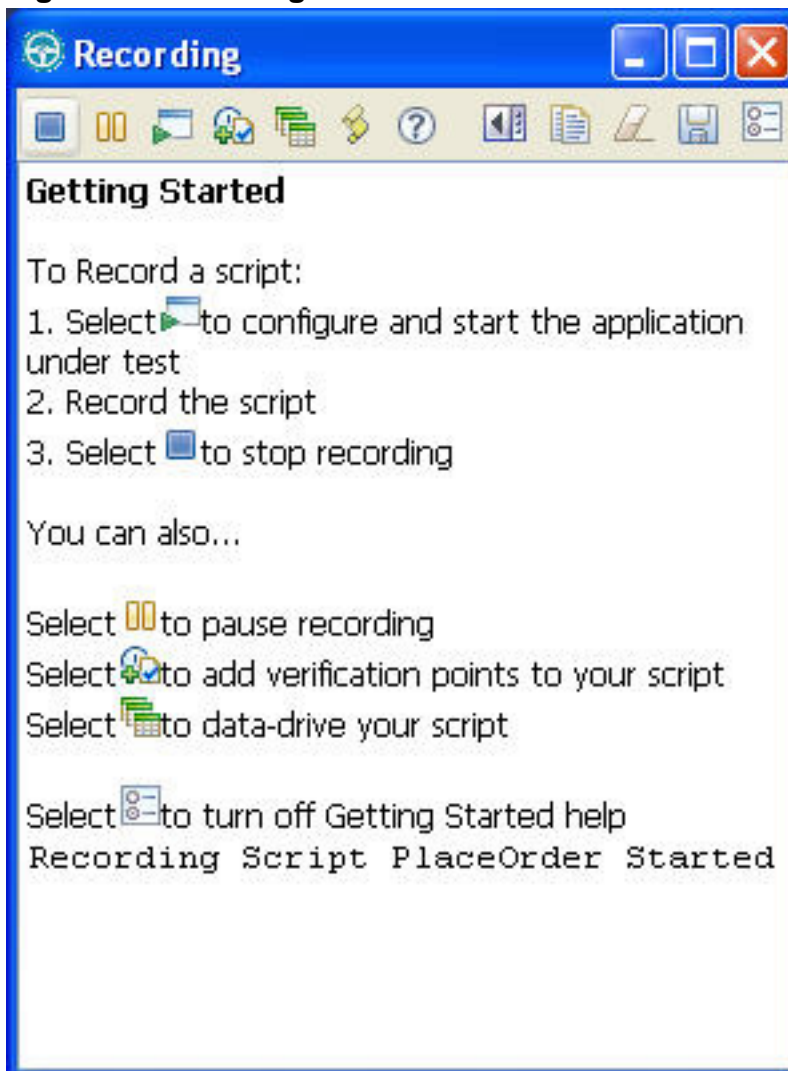 Recording
Getting Started
To Record a script:
1. Select to configure and start the application
under test
2. Record the script
3. Select to stop recording
You can also...
Select to pause recording
Select to add verification points to your script
Select to data-drive your script
Select to turn off Getting Started help
Recording Script PlaceOrder Started